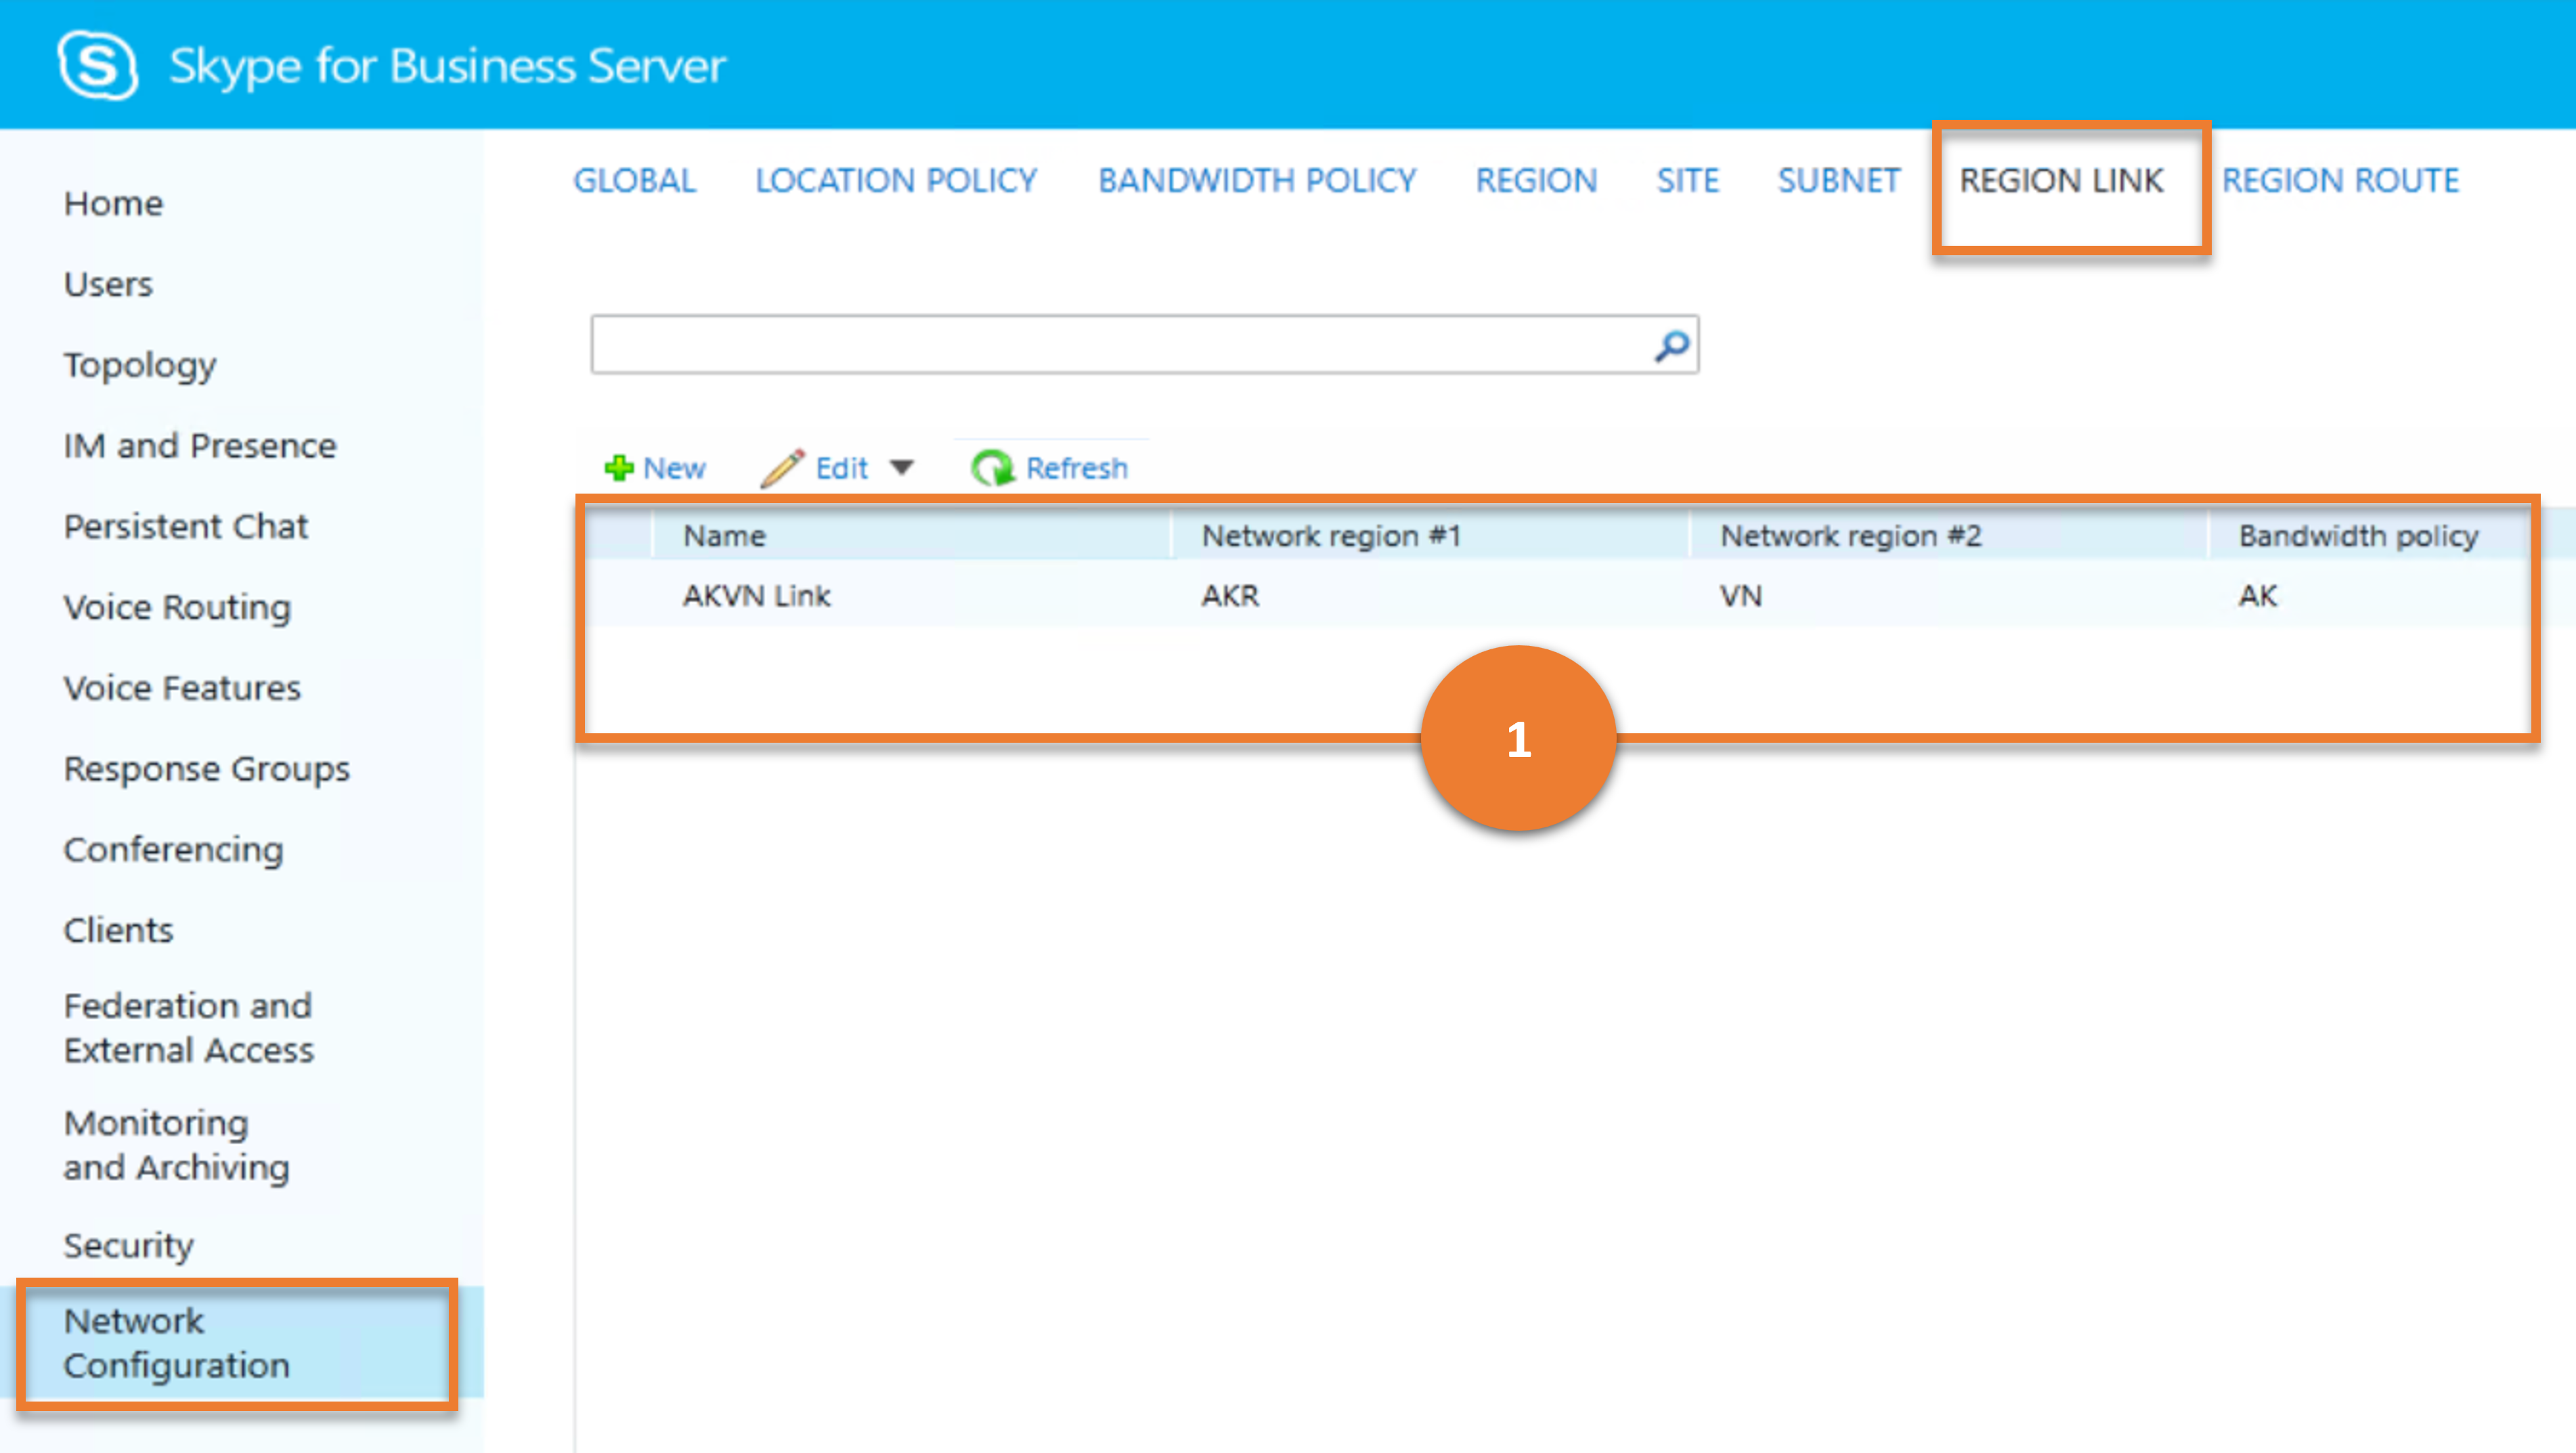 Skype for Business Server
GLOBAL LOCATION POLICY BANDWIDTH POLICY REGION SITE SUBNET REGION LINK REGION ROUTE
Home
Users
Topology
IM and Presence
Persistent Chat
Voice Routing
Voice Features
Response Groups
Conferencing
Clients
Federation and
External Access
Monitoring
and Archiving
Security
Network
Configuration
New Edit Refresh
Name Network region #1 Network region #2 Bandwidth policy
AKVN Link AKR VN AK
1